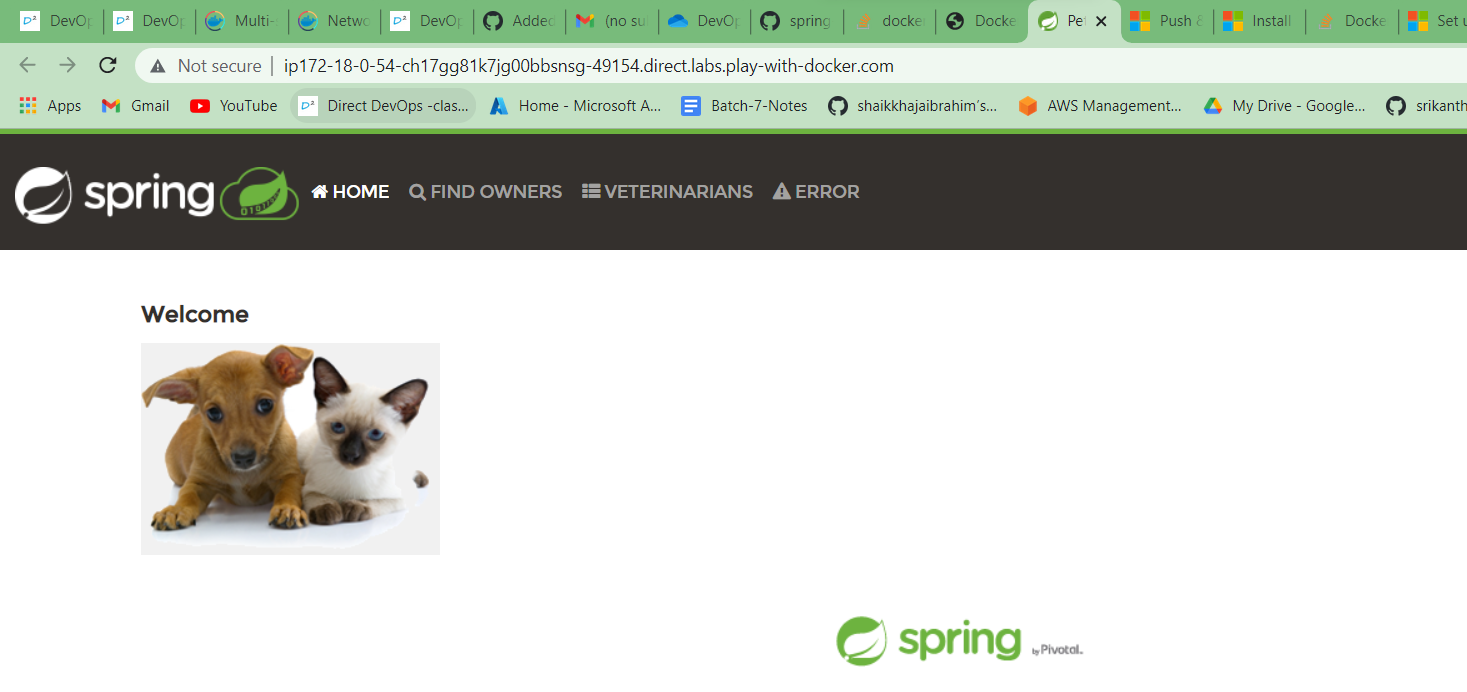 DevOp DevOp Multi-s Netwo DevOp Added (no su DevOp spring docke Docke Pet Push & Install Docke Set u
Not secure | ip172-18-0-54-ch17gg81k7jg00bbsnsg-49154.direct.labs.play-with-docker.com
Apps Gmail YouTube Direct DevOps -clas... Home - Microsoft A... Batch-7-Notes shaikkhajaibrahim's... AWS Management... My Drive - Google... srikanth
spring HOME FIND OWNERS VETERINARIANS ERROR
Welcome
spring by Pivotal